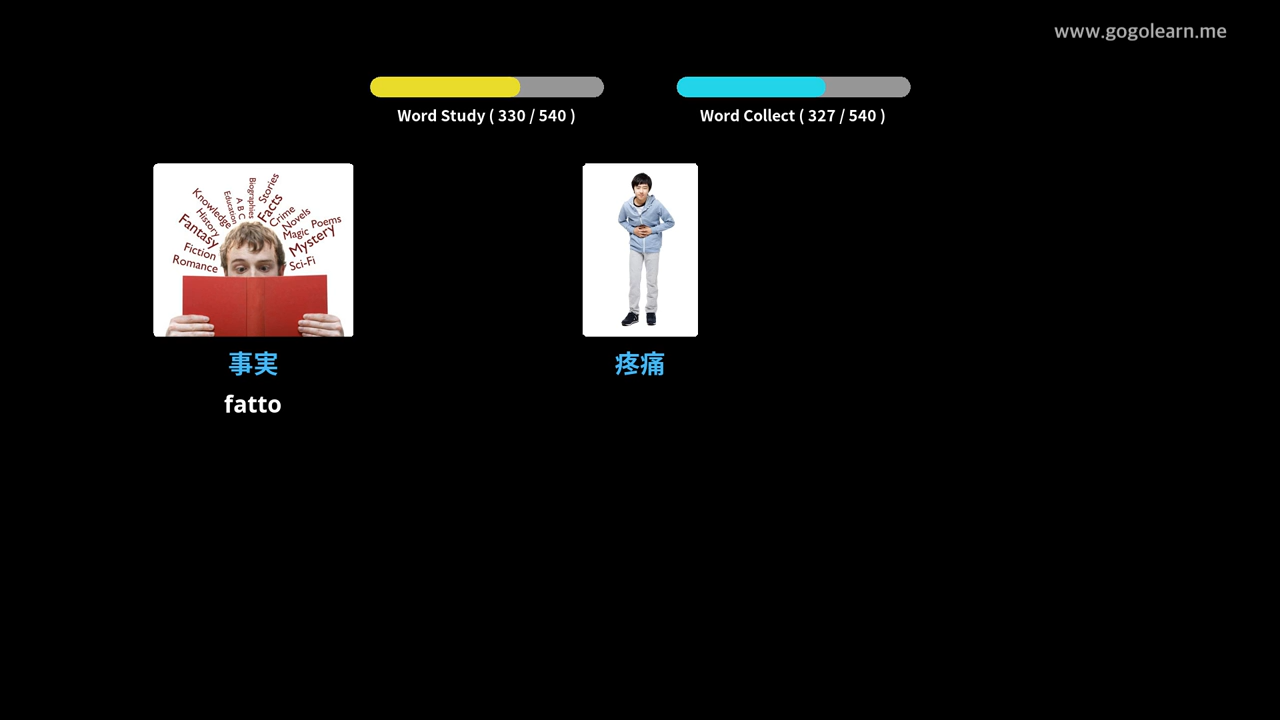 www.gogolearn.me
Word Study ( 330 / 540 )
Word Collect ( 327 / 540 )
Knowledge
History
Education
A B C
Biographies
Stories
Facts
Crime
Novels
Magic
Poems
Mystery
Sci-Fi
Fantasy
Fiction
Romance
事実
疼痛
fatto